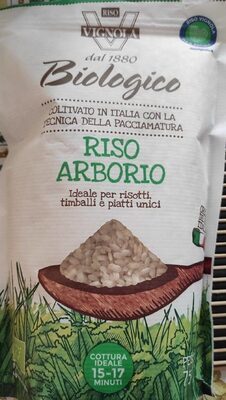 RISO
VIGNOLA
dal 1880
RISO VIGNOLA
Biologico
COLTIVATO IN ITALIA CON LA
TECNICA DELLA PACCIAMATURA
RISO
ARBORIO
Ideale per risotti,
timballi e piatti unici
COTTURA
IDEALE
15-17
MINUTI